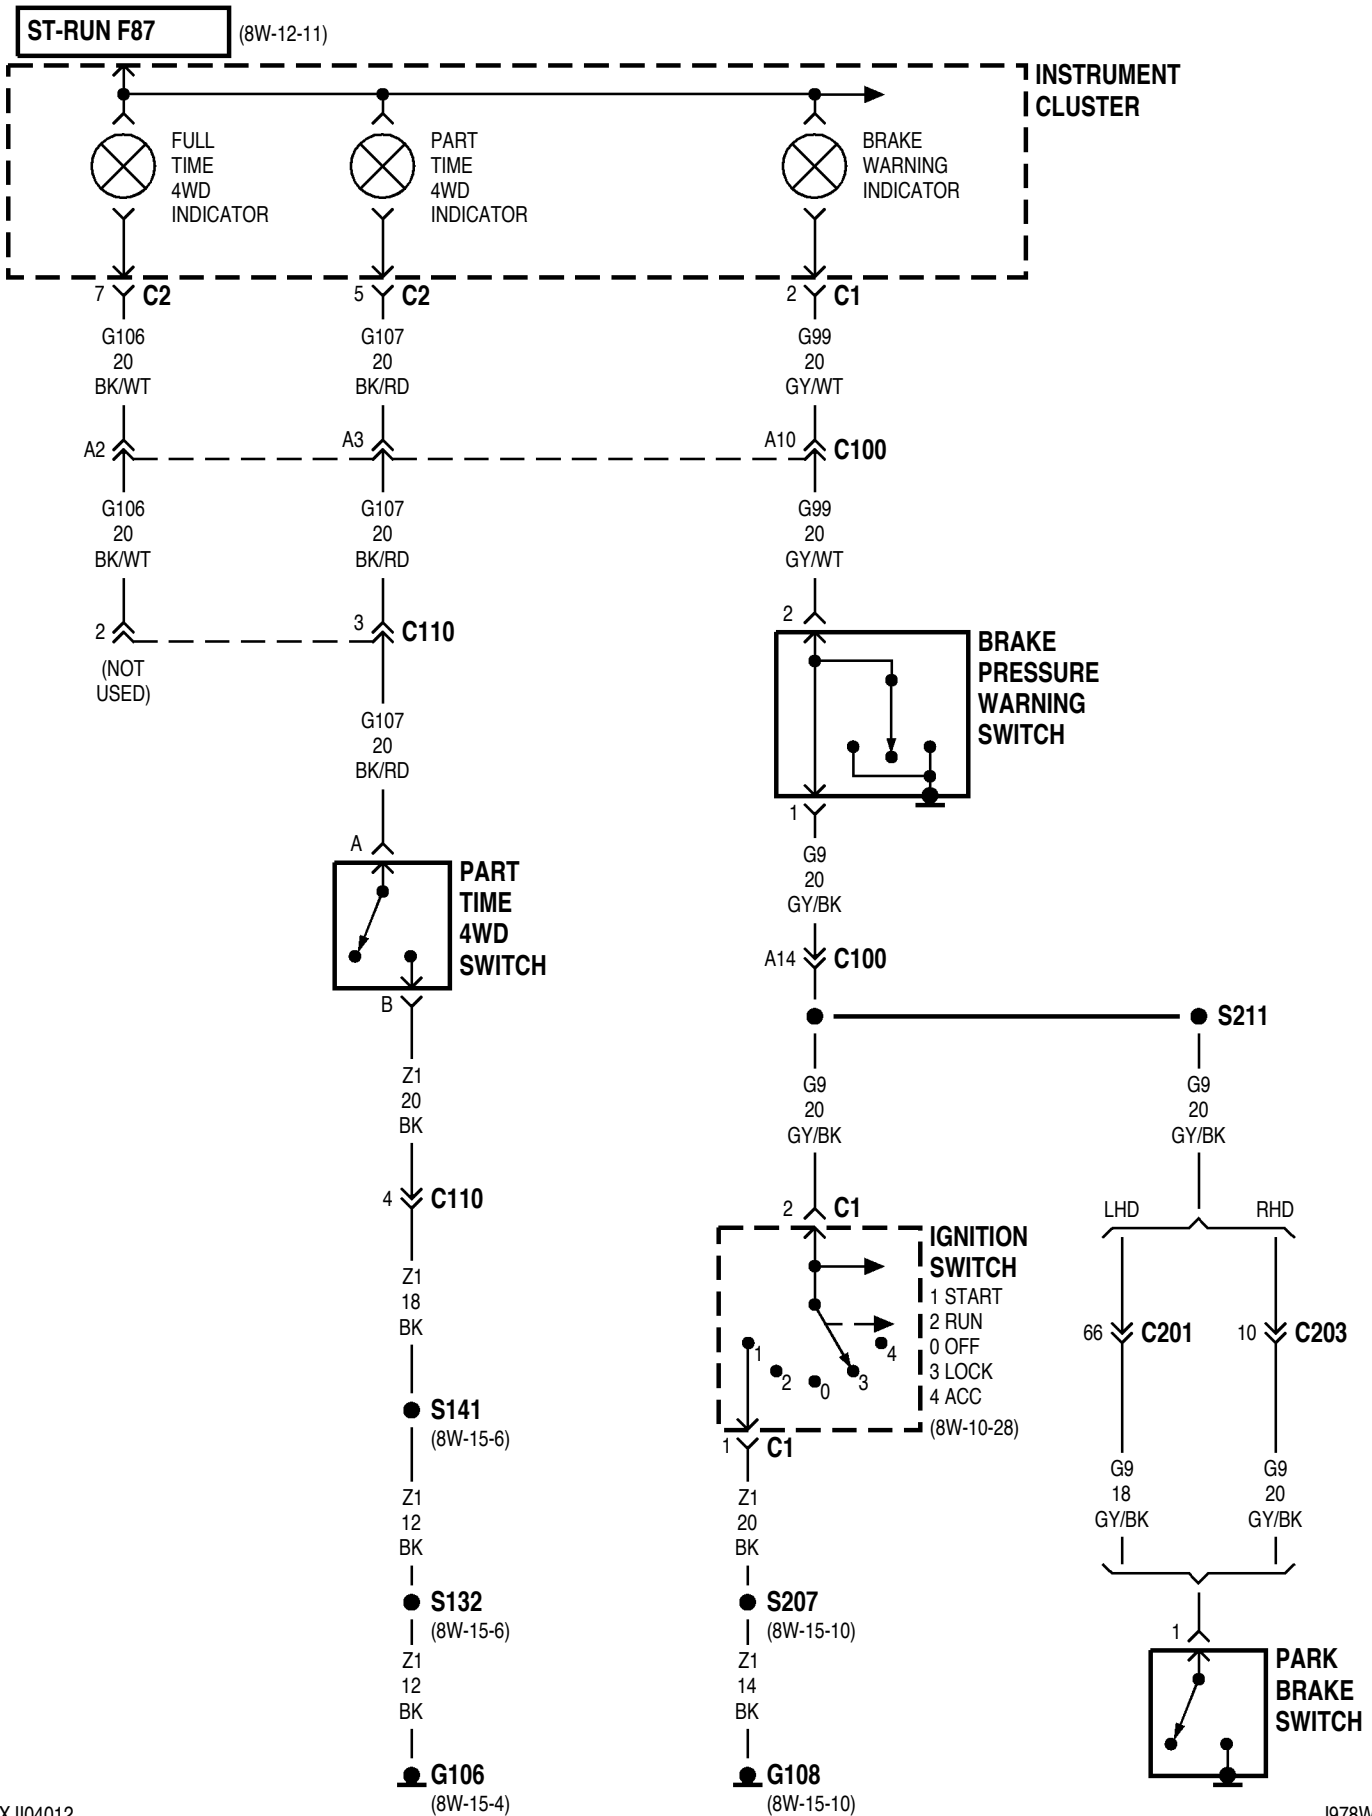 ST-RUN F87
(8W-12-11)
INSTRUMENT
CLUSTER
FULL
TIME
4WD
INDICATOR
PART
TIME
4WD
INDICATOR
BRAKE
WARNING
INDICATOR
7 C2
5 C2
2 C1
G106
20
BK/WT
G107
20
BK/RD
G99
20
GY/WT
A2
A3
A10 C100
G106
20
BK/WT
G107
20
BK/RD
G99
20
GY/WT
2
(NOT
USED)
3 C110
2
BRAKE
PRESSURE
WARNING
SWITCH
1
G107
20
BK/RD
A
PART
TIME
4WD
SWITCH
B
G9
20
GY/BK
A14 C100
S211
Z1
20
BK
G9
20
GY/BK
G9
20
GY/BK
4 C110
2 C1
LHD
RHD
IGNITION
SWITCH
1 START
2 RUN
0 OFF
3 LOCK
4 ACC
(8W-10-28)
1
2
0
3
4
Z1
18
BK
66 C201
10 C203
S141
(8W-15-6)
1 C1
Z1
12
BK
Z1
20
BK
G9
18
GY/BK
G9
20
GY/BK
S132
(8W-15-6)
S207
(8W-15-10)
Z1
12
BK
Z1
14
BK
1
PARK
BRAKE
SWITCH
G106
(8W-15-4)
G108
(8W-15-10)